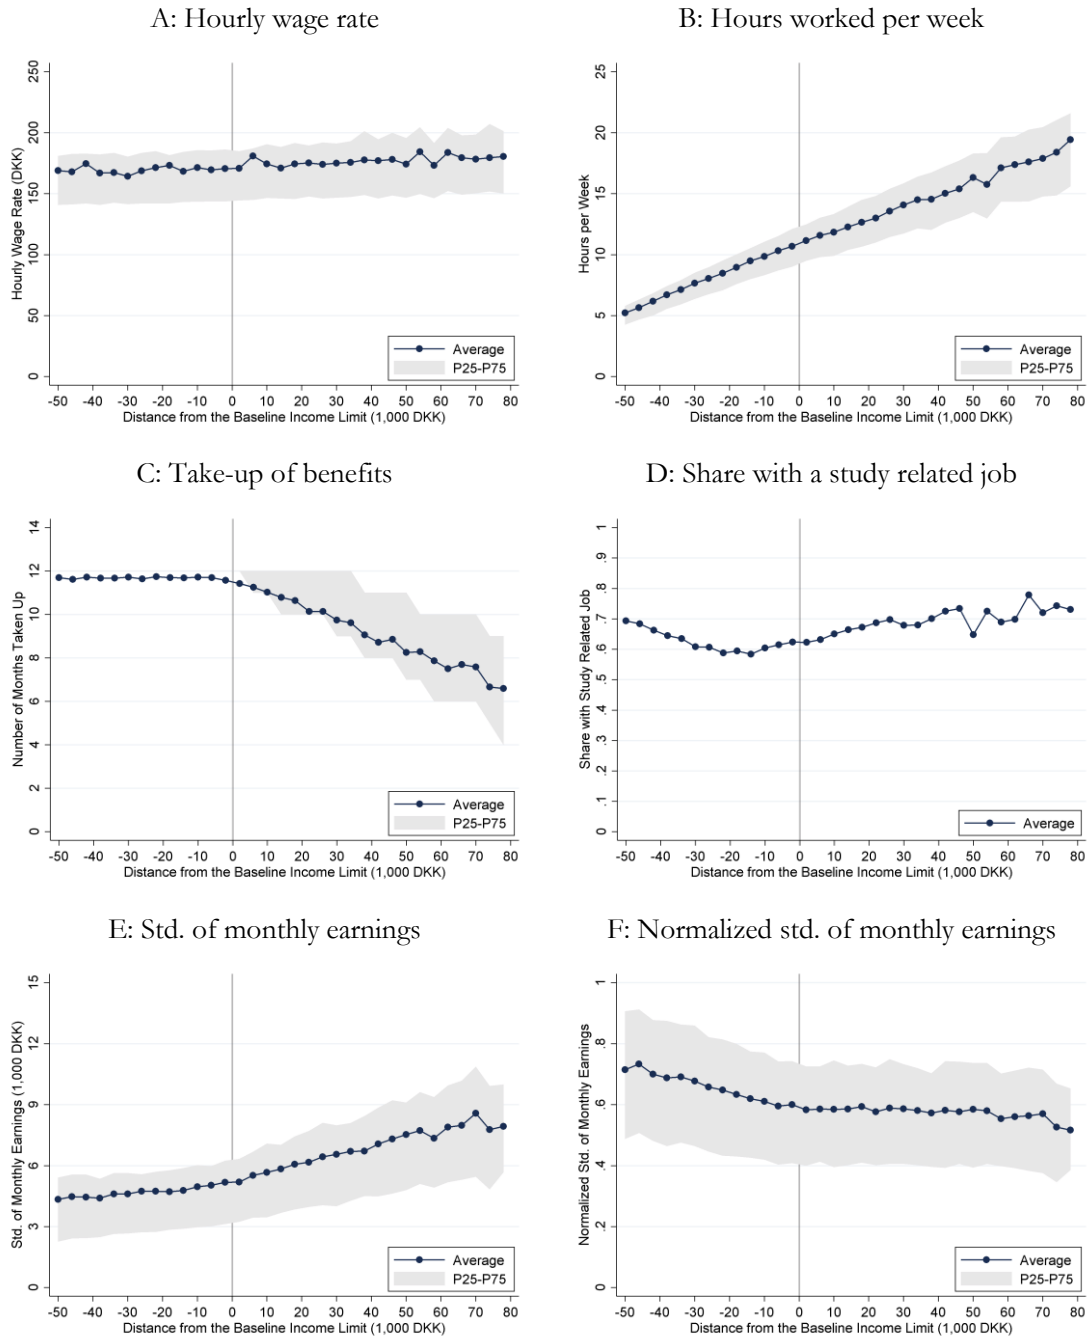 A: Hourly wage rate
Hourly Wage Rate (DKK)
250
200
150
100
50
0
Average
P25-P75
-50 -40 -30 -20 -10 0 10 20 30 40 50 60 70 80
Distance from the Baseline Income Limit (1,000 DKK)
B: Hours worked per week
Hours per Week
25
20
15
10
5
0
Average
P25-P75
-50 -40 -30 -20 -10 0 10 20 30 40 50 60 70 80
Distance from the Baseline Income Limit (1,000 DKK)
C: Take-up of benefits
Number of Months Taken Up
14
12
10
8
6
4
2
0
Average
P25-P75
-50 -40 -30 -20 -10 0 10 20 30 40 50 60 70 80
Distance from the Baseline Income Limit (1,000 DKK)
D: Share with a study related job
Share with Study Related Job
1
.9
.8
.7
.6
.5
.4
.3
.2
.1
0
Average
-50 -40 -30 -20 -10 0 10 20 30 40 50 60 70 80
Distance from the Baseline Income Limit (1,000 DKK)
E: Std. of monthly earnings
Std. of Monthly Earnings (1,000 DKK)
15
12
9
6
3
0
Average
P25-P75
-50 -40 -30 -20 -10 0 10 20 30 40 50 60 70 80
Distance from the Baseline Income Limit (1,000 DKK)
F: Normalized std. of monthly earnings
Normalized Std. of Monthly Earnings
1
.8
.6
.4
.2
0
Average
P25-P75
-50 -40 -30 -20 -10 0 10 20 30 40 50 60 70 80
Distance from the Baseline Income Limit (1,000 DKK)